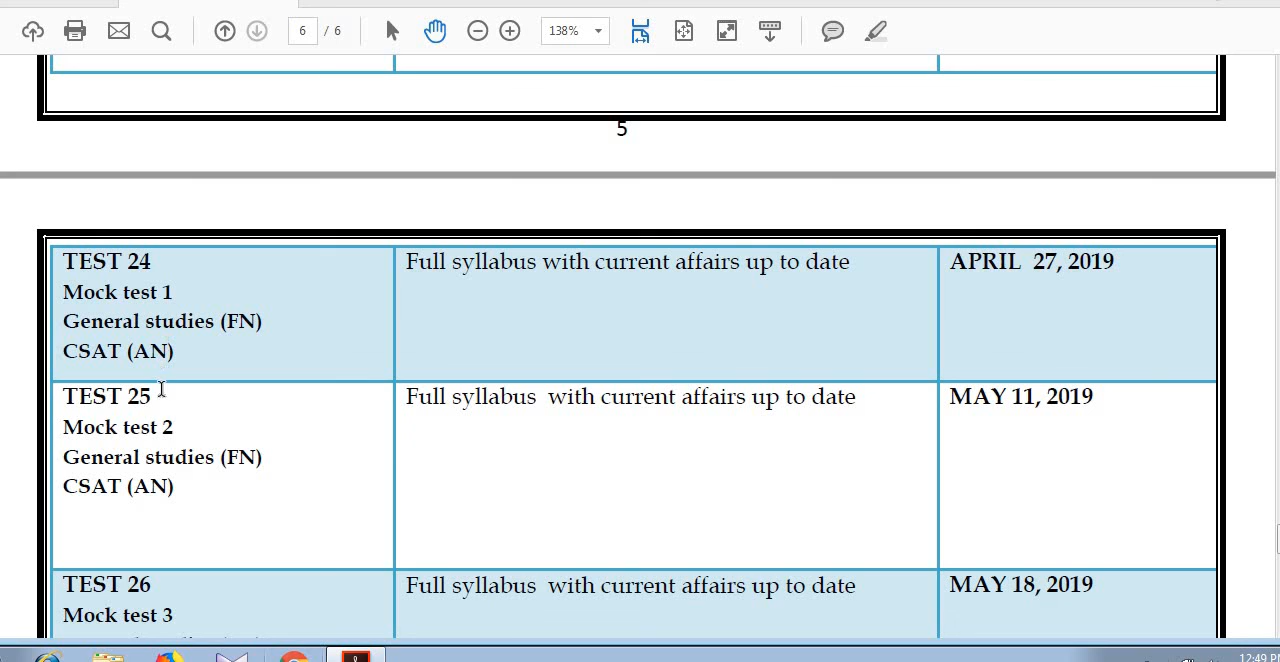 6 / 6
138%
5
TEST 24
Mock test 1
General studies (FN)
CSAT (AN)
Full syllabus with current affairs up to date
APRIL 27, 2019
TEST 25
Mock test 2
General studies (FN)
CSAT (AN)
Full syllabus with current affairs up to date
MAY 11, 2019
TEST 26
Mock test 3
Full syllabus with current affairs up to date
MAY 18, 2019
12:49 PM